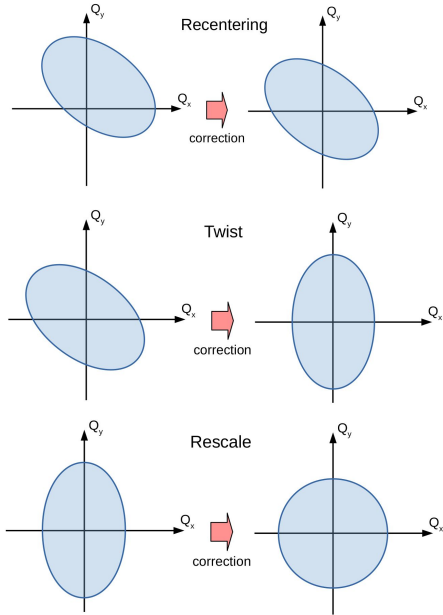 Recentering
Q_y
Q_x
correction
Q_y
Q_x
Twist
Q_y
Q_x
correction
Q_y
Q_x
Rescale
Q_y
Q_x
correction
Q_y
Q_x